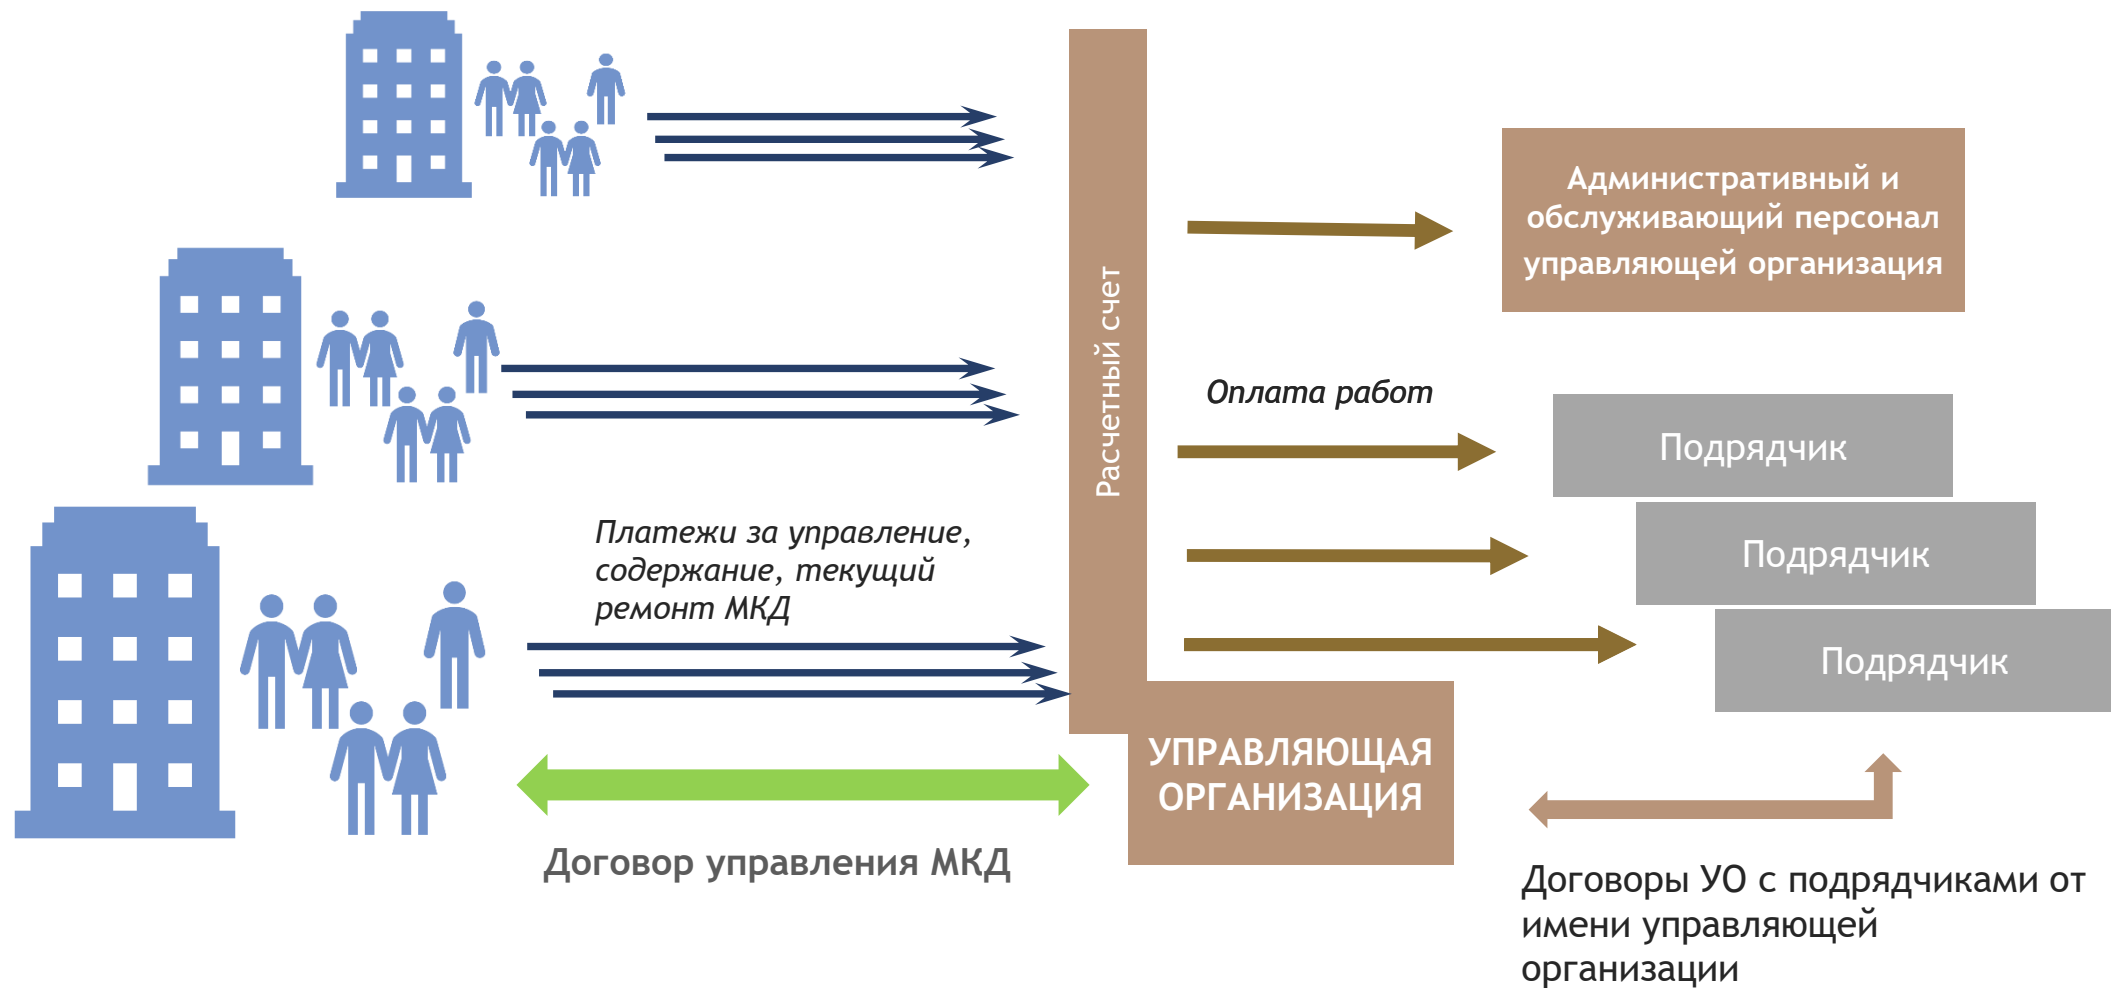 Административный и
обслуживающий персонал
управляющей организация
Расчетный счет
Оплата работ
Подрядчик
Подрядчик
Подрядчик
Платежи за управление,
содержание, текущий
ремонт МКД
УПРАВЛЯЮЩАЯ
ОРГАНИЗАЦИЯ
Договор управления МКД
Договоры УО с подрядчиками от
имени управляющей
организации